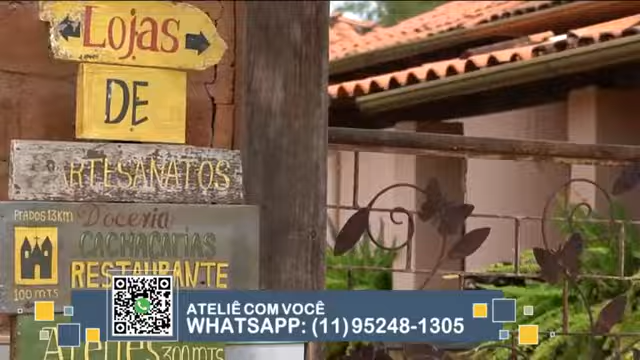 Lojas
DE
ARTESANATOS
PRADOS 13 KM
Doceria
CACHAÇARIAS
RESTAURANTE
100 MTS
ATELIÊ COM VOCÊ
WHATSAPP: (11) 95248-1305
300 MTS